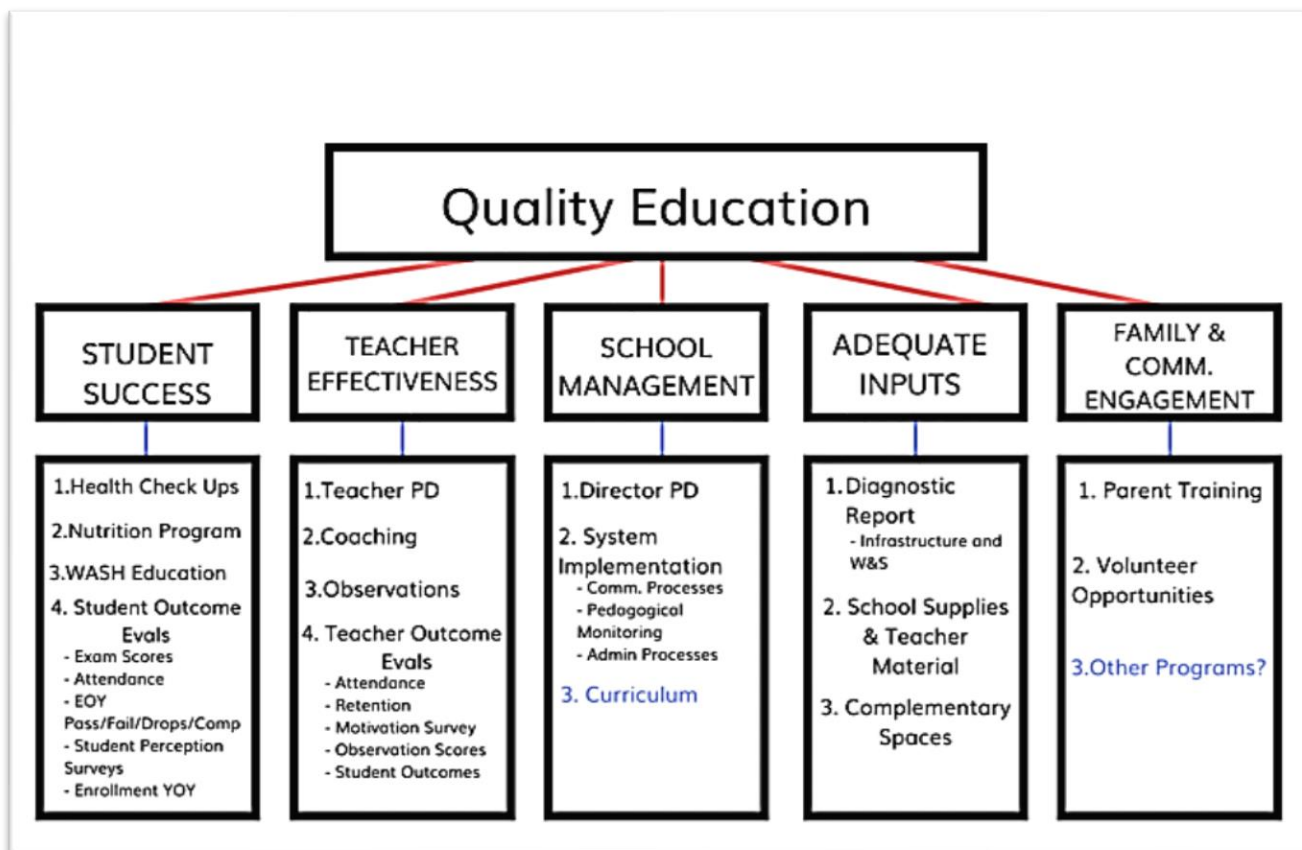 Quality Education
STUDENT
SUCCESS
1.Health Check Ups
2.Nutrition Program
3.WASH Education
4. Student Outcome
Evals
- Exam Scores
- Attendance
- EOY
Pass/Fail/Drops/Comp
- Student Perception
Surveys
- Enrollment YOY
TEACHER
EFFECTIVENESS
1.Teacher PD
2.Coaching
3.Observations
4. Teacher Outcome
Evals
- Attendance
- Retention
- Motivation Survey
- Observation Scores
- Student Outcomes
SCHOOL
MANAGEMENT
1.Director PD
2. System
Implementation
- Comm. Processes
- Pedagogical
Monitoring
- Admin Processes
3. Curriculum
ADEQUATE
INPUTS
1.Diagnostic
Report
- Infrastructure and
W&S
2. School Supplies
& Teacher
Material
3. Complementary
Spaces
FAMILY &
COMM.
ENGAGEMENT
1. Parent Training
2. Volunteer
Opportunities
3.Other Programs?